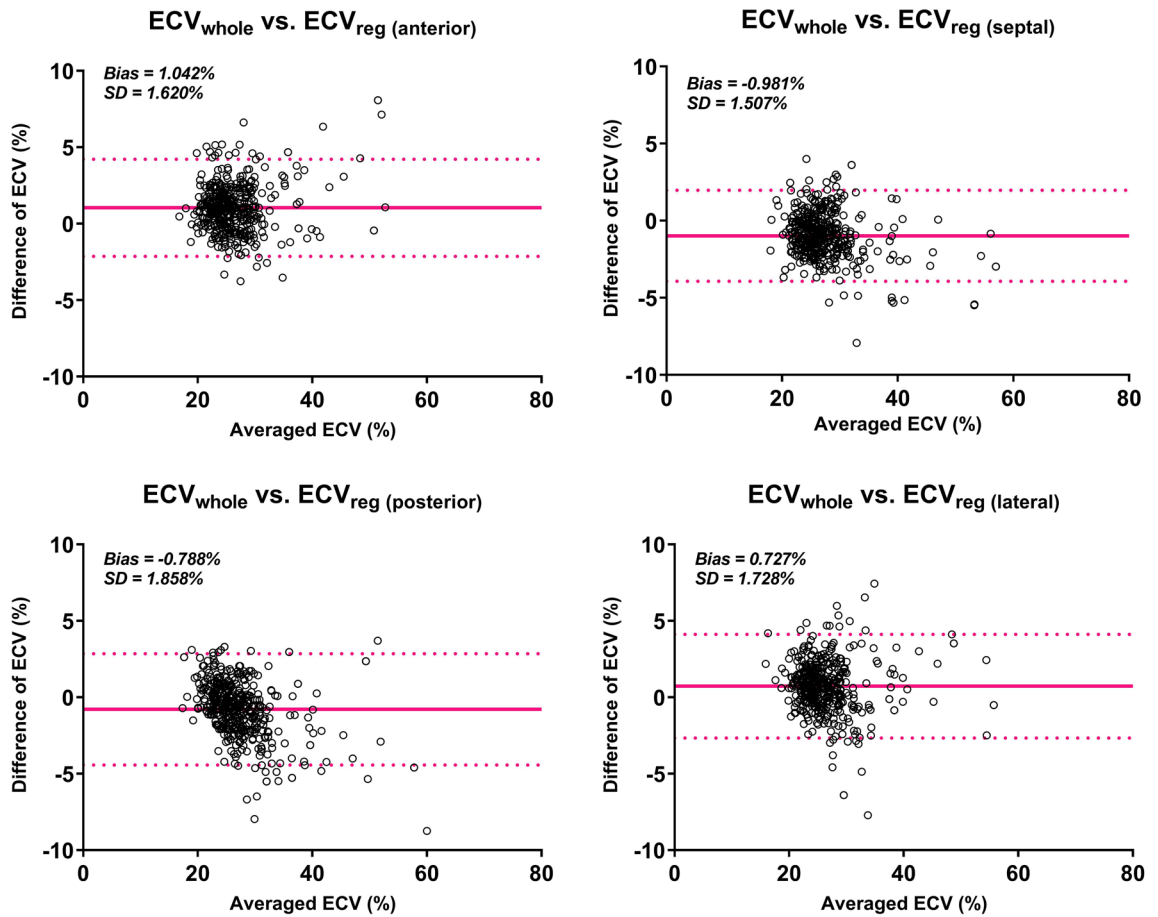 ECVwhole vs. ECVreg (anterior)
Bias = 1.042%
SD = 1.620%
10
5
0
-5
-10
Difference of ECV (%)
0 20 40 60 80
Averaged ECV (%)
ECVwhole vs. ECVreg (septal)
Bias = -0.981%
SD = 1.507%
10
5
0
-5
-10
Difference of ECV (%)
0 20 40 60 80
Averaged ECV (%)
ECVwhole vs. ECVreg (posterior)
Bias = -0.788%
SD = 1.858%
10
5
0
-5
-10
Difference of ECV (%)
0 20 40 60 80
Averaged ECV (%)
ECVwhole vs. ECVreg (lateral)
Bias = 0.727%
SD = 1.728%
10
5
0
-5
-10
Difference of ECV (%)
0 20 40 60 80
Averaged ECV (%)